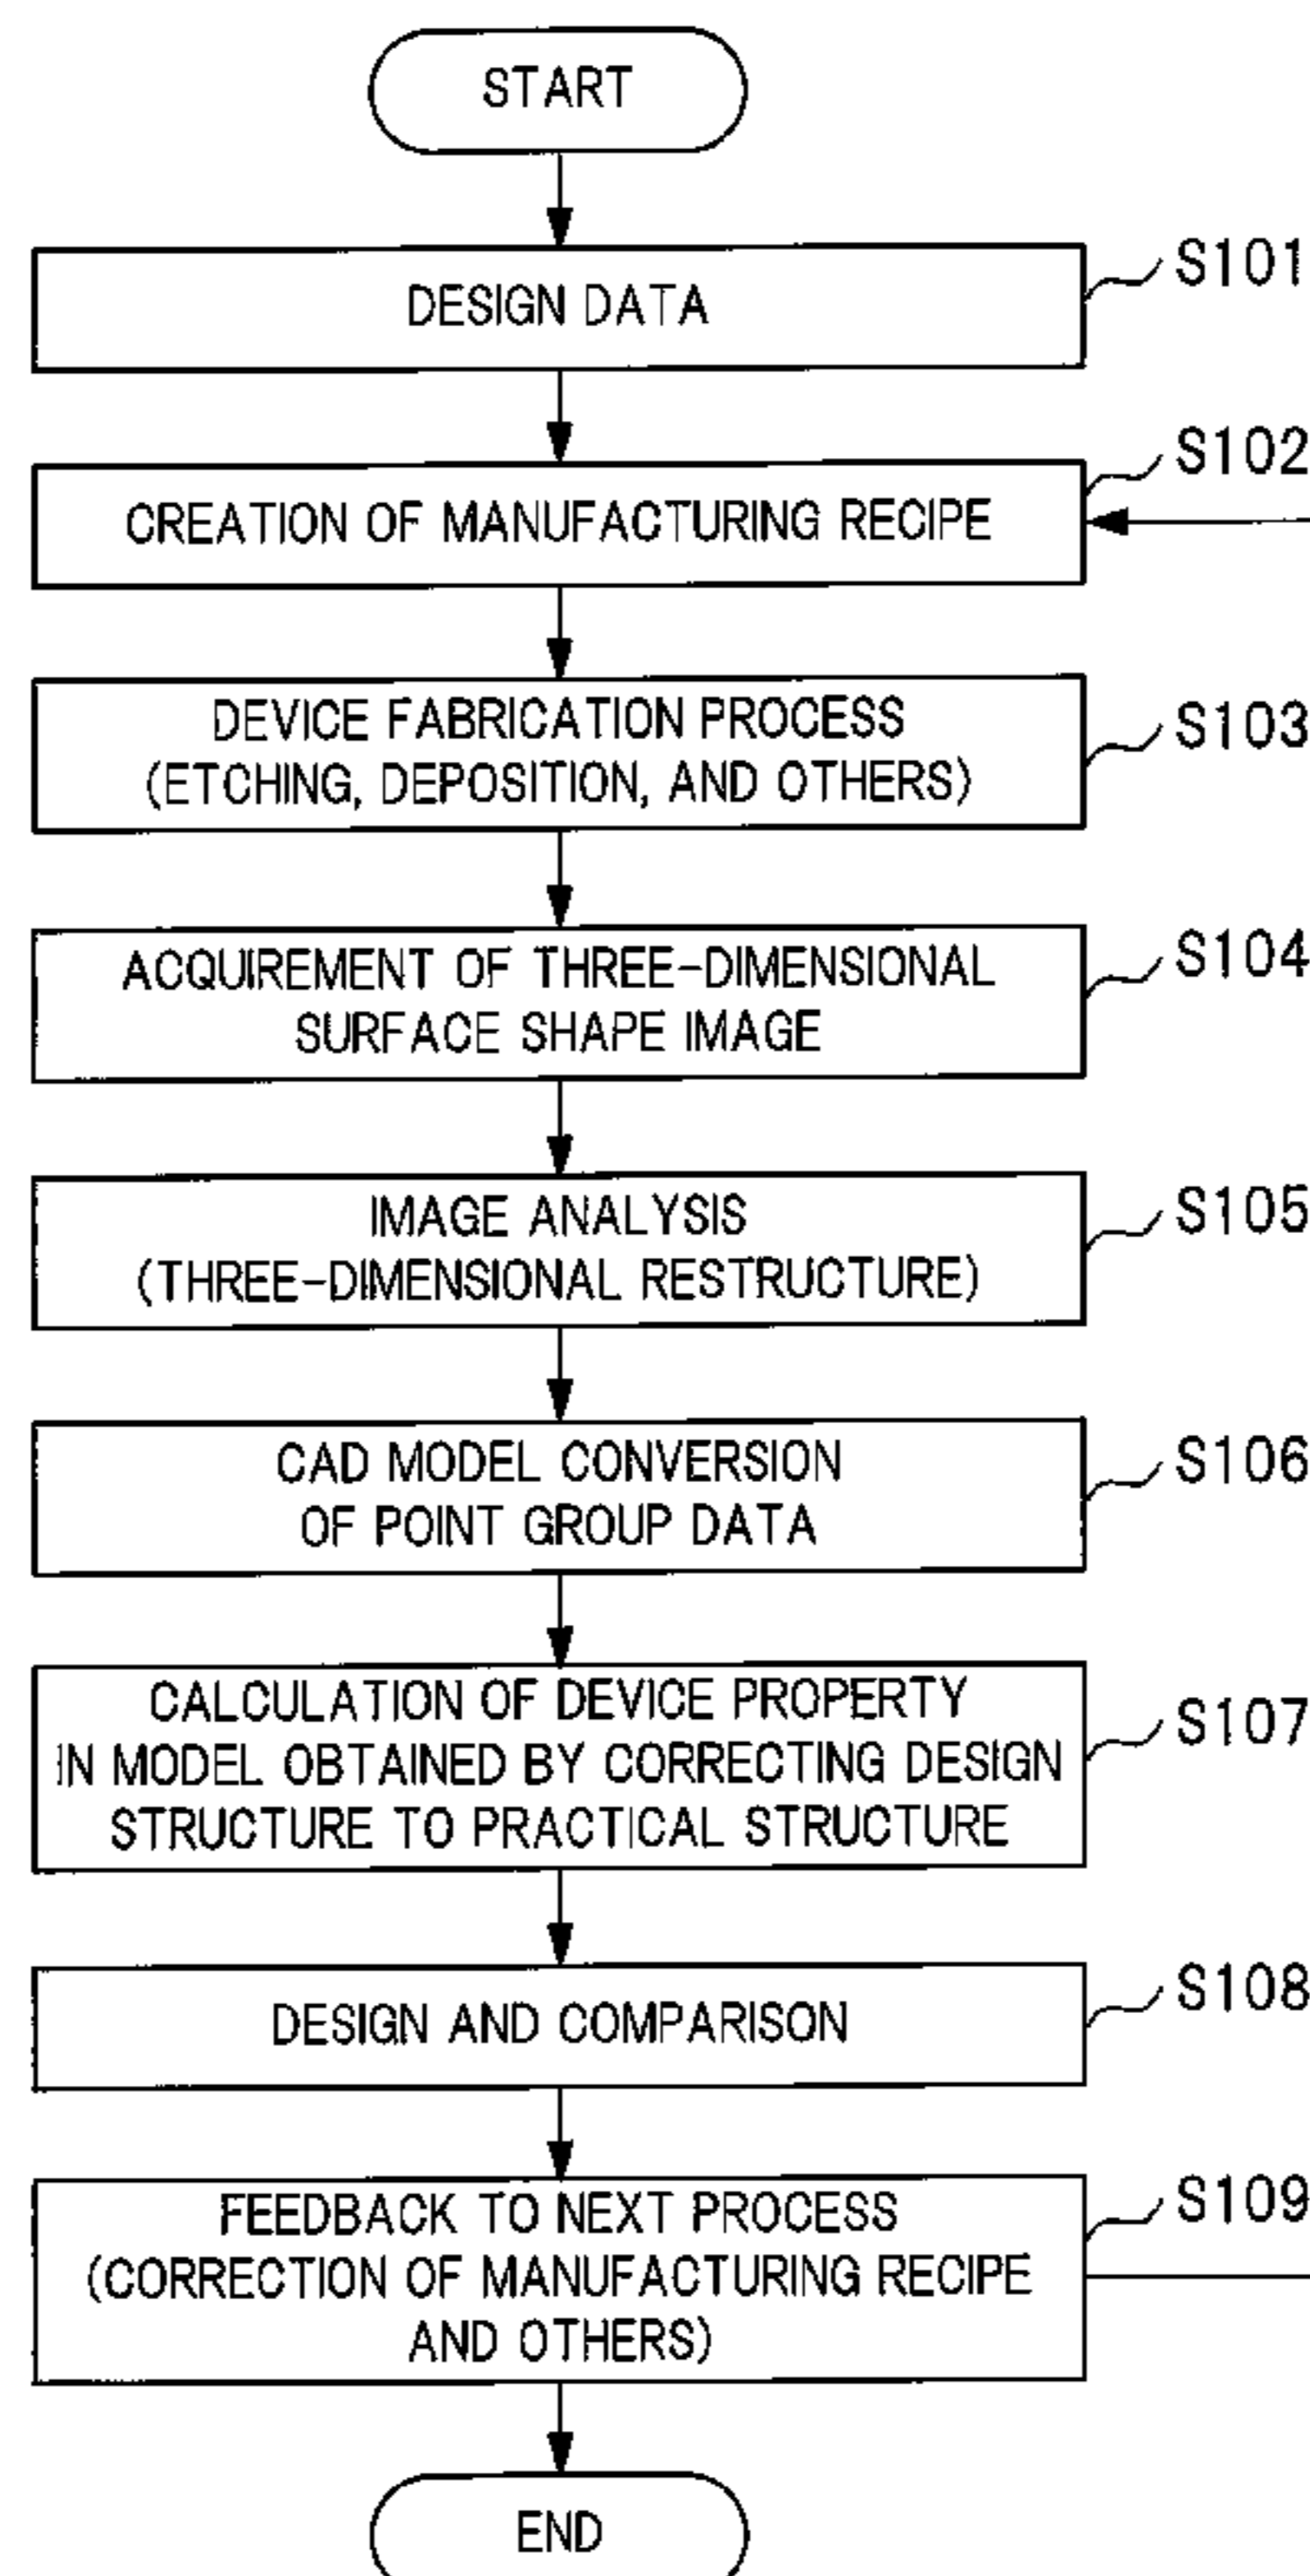 START
DESIGN DATA
S101
CREATION OF MANUFACTURING RECIPE
S102
DEVICE FABRICATION PROCESS
(ETCHING, DEPOSITION, AND OTHERS)
S103
ACQUIREMENT OF THREE-DIMENSIONAL
SURFACE SHAPE IMAGE
S104
IMAGE ANALYSIS
(THREE-DIMENSIONAL RESTRUCTURE)
S105
CAD MODEL CONVERSION
OF POINT GROUP DATA
S106
CALCULATION OF DEVICE PROPERTY
IN MODEL OBTAINED BY CORRECTING DESIGN
STRUCTURE TO PRACTICAL STRUCTURE
S107
DESIGN AND COMPARISON
S108
FEEDBACK TO NEXT PROCESS
(CORRECTION OF MANUFACTURING RECIPE
AND OTHERS)
S109
END